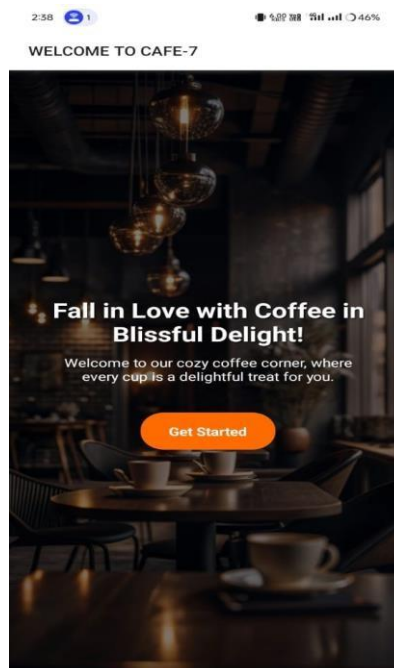 2:38 1 46%
WELCOME TO CAFE-7
Fall in Love with Coffee in
Blissful Delight!
Welcome to our cozy coffee corner, where
every cup is a delightful treat for you.
Get Started